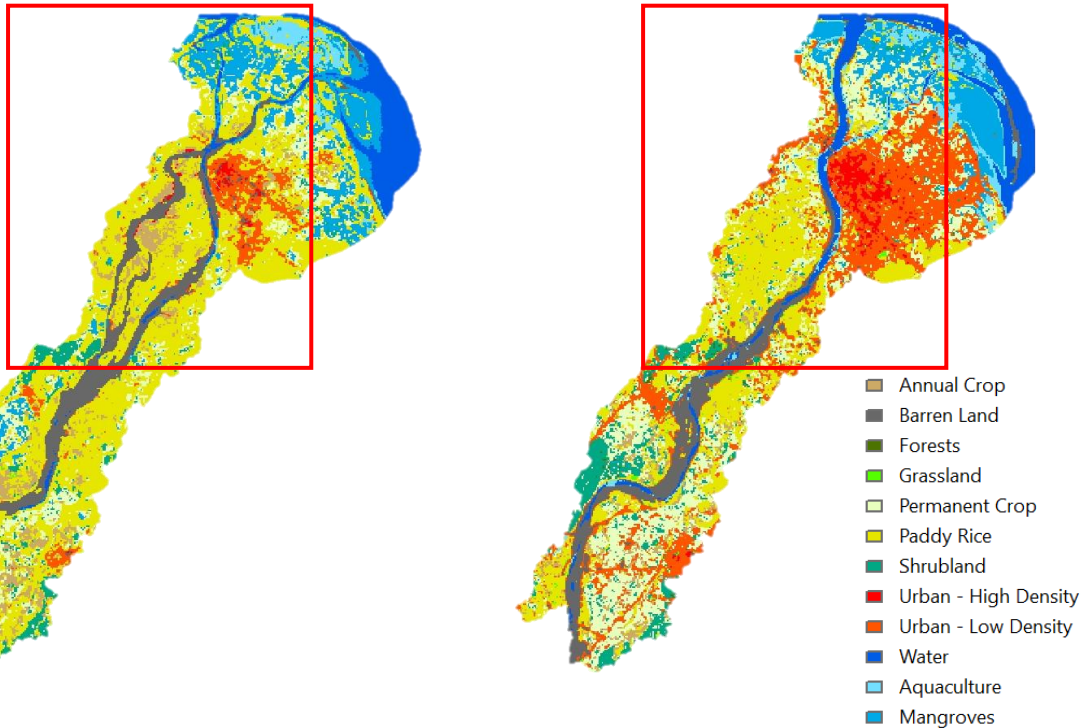 Annual Crop
Barren Land
Forests
Grassland
Permanent Crop
Paddy Rice
Shrubland
Urban - High Density
Urban - Low Density
Water
Aquaculture
Mangroves